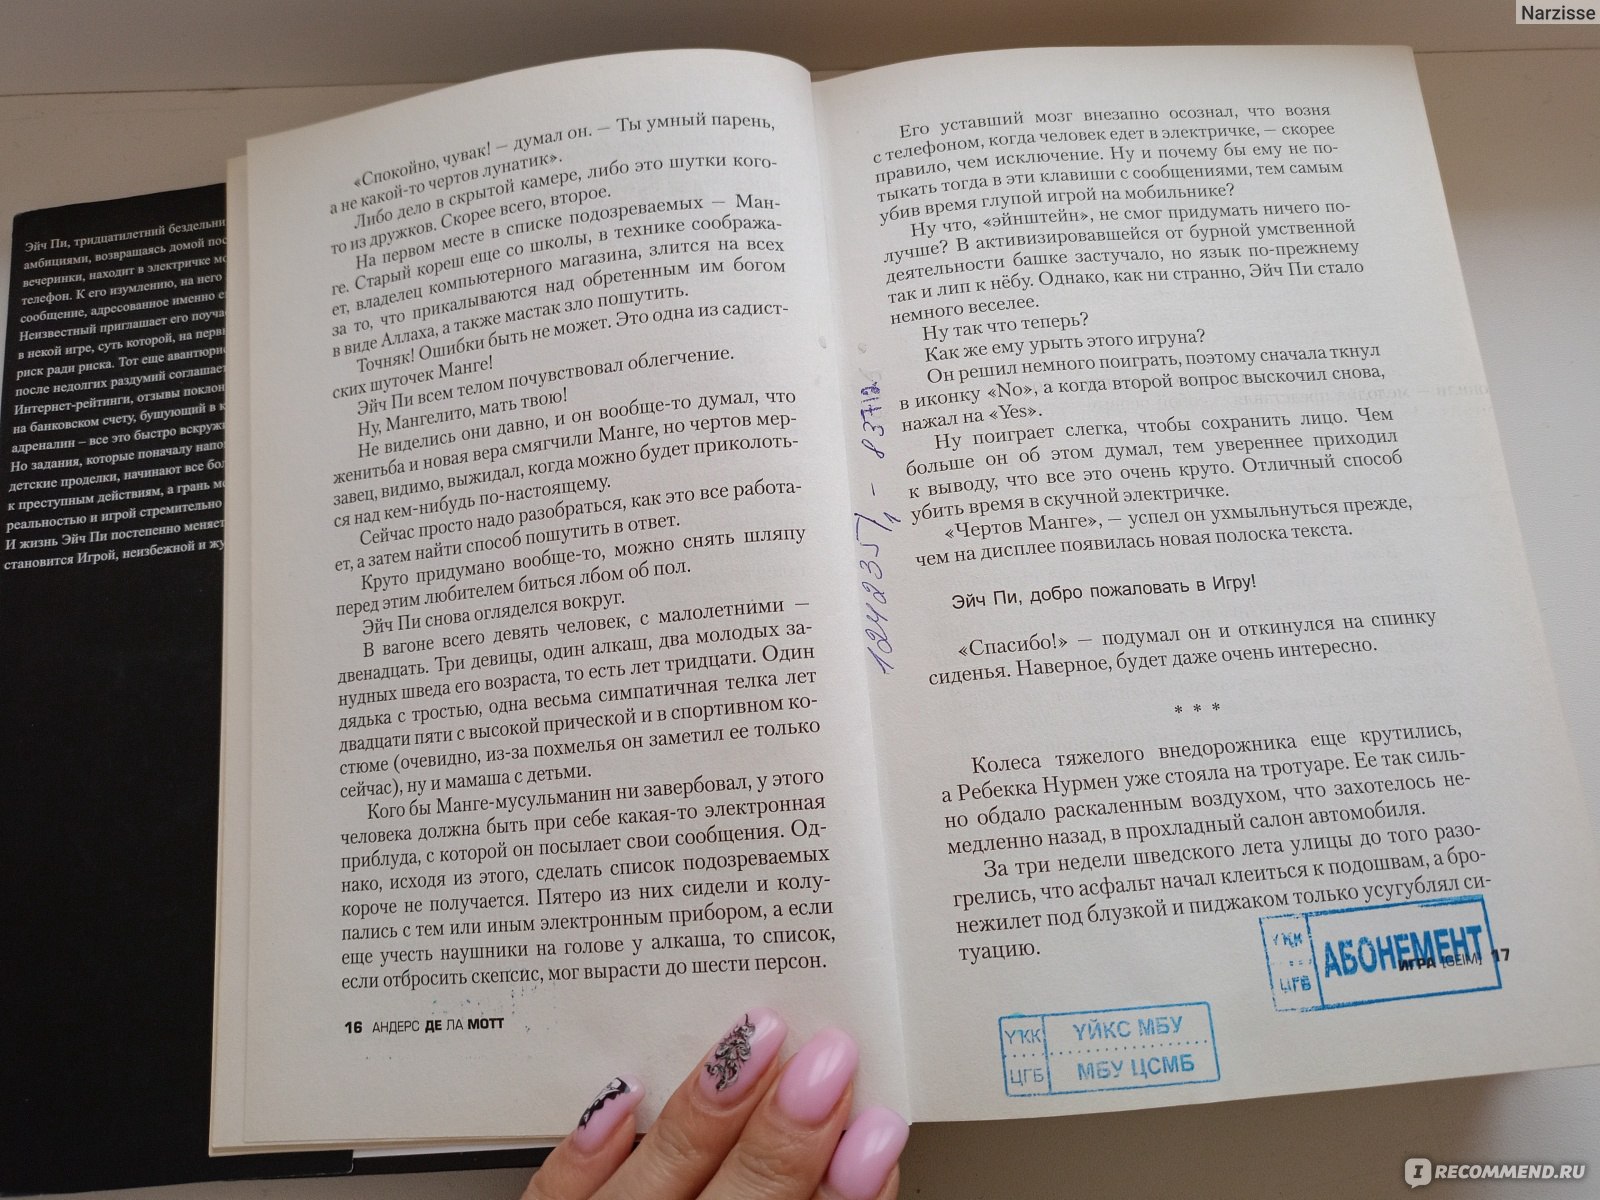 Narzisse
Эйч Пи, тридцатилетний бездельни
амбициями, возвращаясь домой пос
вечеринки, находит в электричке мо
телефон. К его изумлению, на него
сообщение, адресованное именно е
Неизвестный приглашает его поуча
в некой игре, суть которой, на перв
риск ради риска. Тот еще авантюри
после недолгих раздумий соглашает
Интернет-рейтинги, отзывы поклон
на банковском счету, бушующий в к
адреналин – все это быстро вскруж
Но задания, которые поначалу напо
детские проделки, начинают все бол
к преступным действиям, а грань м
реальностью и игрой стремительно
И жизнь Эйч Пи постепенно меняет
становится Игрой, неизбежной и жу
«Спокойно, чувак! — думал он. — Ты умный парень,
а не какой-то чертов лунатик».
Либо дело в скрытой камере, либо это шутки кого-
то из дружков. Скорее всего, второе.
На первом месте в списке подозреваемых — Ман-
ге. Старый кореш еще со школы, в технике соображa-
ет, владелец компьютерного магазина, злится на всех
за то, что прикалываются над обретенным им богом
в виде Аллаха, а также мастак зло пошутить.
Точняк! Ошибки быть не может. Это одна из садист-
ских шуточек Манге!
Эйч Пи всем телом почувствовал облегчение.
Ну, Мангелито, мать твою!
Не виделись они давно, и он вообще-то думал, что
женитьба и новая вера смягчили Манге, но чертов мер-
завец, видимо, выжидал, когда можно будет приколоть-
ся над кем-нибудь по-настоящему.
Сейчас просто надо разобраться, как это все работа-
ет, а затем найти способ пошутить в ответ.
Круто придумано вообще-то, можно снять шляпу
перед этим любителем биться лбом об пол.
Эйч Пи снова огляделся вокруг.
В вагоне всего девять человек, с малолетними —
двенадцать. Три девицы, один алкаш, два молодых за-
нудных шведа его возраста, то есть лет тридцати. Один
дядька с тростью, одна весьма симпатичная телка лет
двадцати пяти с высокой прической и в спортивном ко-
стюме (очевидно, из-за похмелья он заметил ее только
сейчас), ну и мамаша с детьми.
Кого бы Манге-мусульманин ни завербовал, у этого
человека должна быть при себе какая-то электронная
приблуда, с которой он посылает свои сообщения. Од-
нако, исходя из этого, сделать список подозреваемых
короче не получается. Пятеро из них сидели и колу-
пались с тем или иным электронным прибором, а если
еще учесть наушники на голове у алкаша, то список,
если отбросить скепсис, мог вырасти до шести персон.
16 АНДЕРС ДЕ ЛА МОТТ
1242357/1 - 83712
Его уставший мозг внезапно осознал, что возня
с телефоном, когда человек едет в электричке, — скорее
правило, чем исключение. Ну и почему бы ему не по-
тыкать тогда в эти клавиши с сообщениями, тем самым
убив время глупой игрой на мобильнике?
Ну что, «эйнштейн», не смог придумать ничего по-
лучше? В активизировавшейся от бурной умственной
деятельности башке застучало, но язык по-прежнему
так и лип к нёбу. Однако, как ни странно, Эйч Пи стало
немного веселее.
Ну так что теперь?
Как же ему урыть этого игруна?
Он решил немного поиграть, поэтому сначала ткнул
в иконку «No», а когда второй вопрос выскочил снова,
нажал на «Yes».
Ну поиграет слегка, чтобы сохранить лицо. Чем
больше он об этом думал, тем увереннее приходил
к выводу, что все это очень круто. Отличный способ
убить время в скучной электричке.
«Чертов Манге», — успел он ухмыльнуться прежде,
чем на дисплее появилась новая полоска текста.
Эйч Пи, добро пожаловать в Игру!
«Спасибо!» — подумал он и откинулся на спинку
сиденья. Наверное, будет даже очень интересно.
* * *
Колеса тяжелого внедорожника еще крутились,
а Ребекка Нурмен уже стояла на тротуаре. Ее так силь-
но обдало раскаленным воздухом, что захотелось не-
медленно назад, в прохладный салон автомобиля.
За три недели шведского лета улицы до того разо-
грелись, что асфальт начал клеиться к подошвам, а бро-
нежилет под блузкой и пиджаком только усугублял си-
туацию.
ИГРА [GEIM] 17
ҮКК
ЦГБ
АБОНЕМЕНТ
ҮКК
ЦГБ
ҮЙКС МБУ
МБУ ЦСМБ
IRECOMMEND.RU